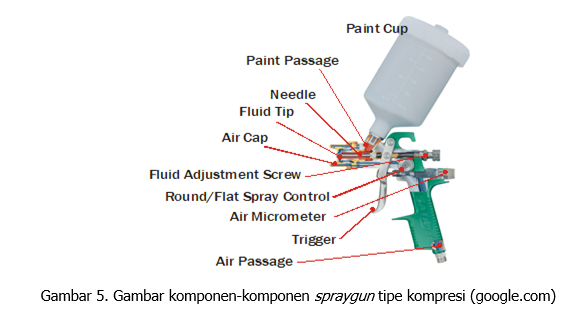 Paint Cup
Paint Passage
Needle
Fluid Tip
Air Cap
Fluid Adjustment Screw
Round/Flat Spray Control
Air Micrometer
Trigger
Air Passage
Gambar 5. Gambar komponen-komponen spraygun tipe kompresi (google.com)